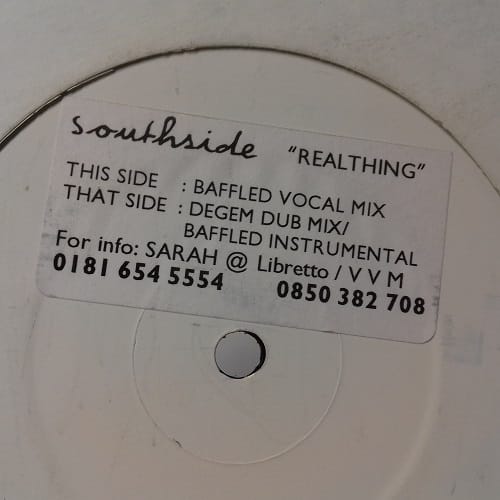 southside "REALTHING"
THIS SIDE : BAFFLED VOCAL MIX
THAT SIDE : DEGEM DUB MIX/
BAFFLED INSTRUMENTAL
For info: SARAH @ Libretto / V V M
0181 654 5554 0850 382 708